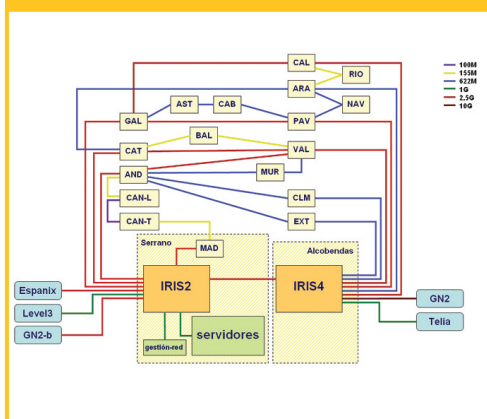 CAL
RIO
ARA
AST
CAB
NAV
GAL
PAV
BAL
CAT
VAL
AND
MUR
CAN-L
CLM
CAN-T
EXT
MAD
100M
155M
622M
1G
2,5G
10G
Serrano
Alcobendas
IRIS2
IRIS4
Espanix
Level3
GN2-b
GN2
Telia
servidores
gestión-red